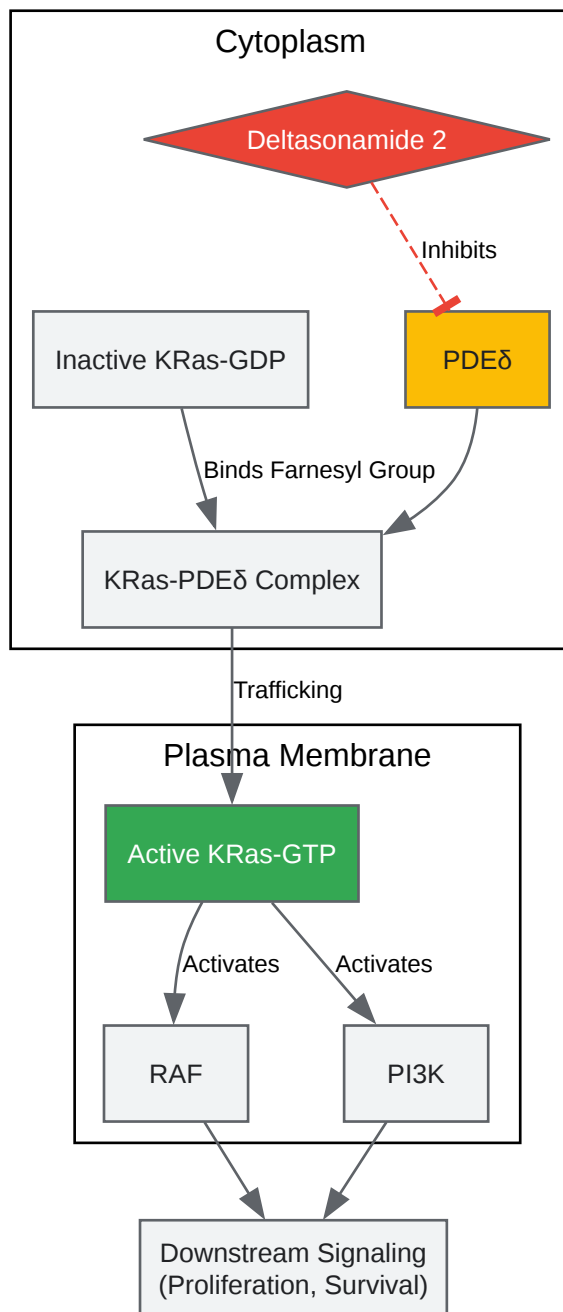 Cytoplasm
Deltasonamide 2
Inhibits
Inactive KRas-GDP
PDEδ
Binds Farnesyl Group
KRas-PDEδ Complex
Trafficking
Plasma Membrane
Active KRas-GTP
Activates
Activates
RAF
PI3K
Downstream Signaling
(Proliferation, Survival)